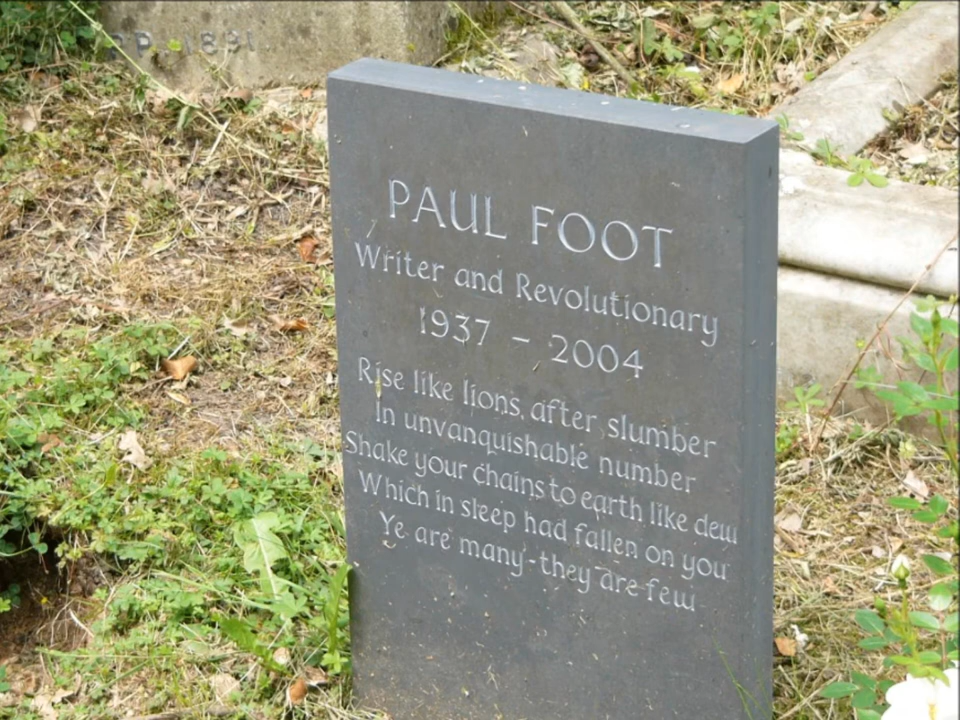 1881
PAUL FOOT
Writer and Revolutionary
1937 – 2004
Rise like lions, after slumber
In unvanquishable number
Shake your chains to earth like dew
Which in sleep had fallen on you
Ye are many - they are few